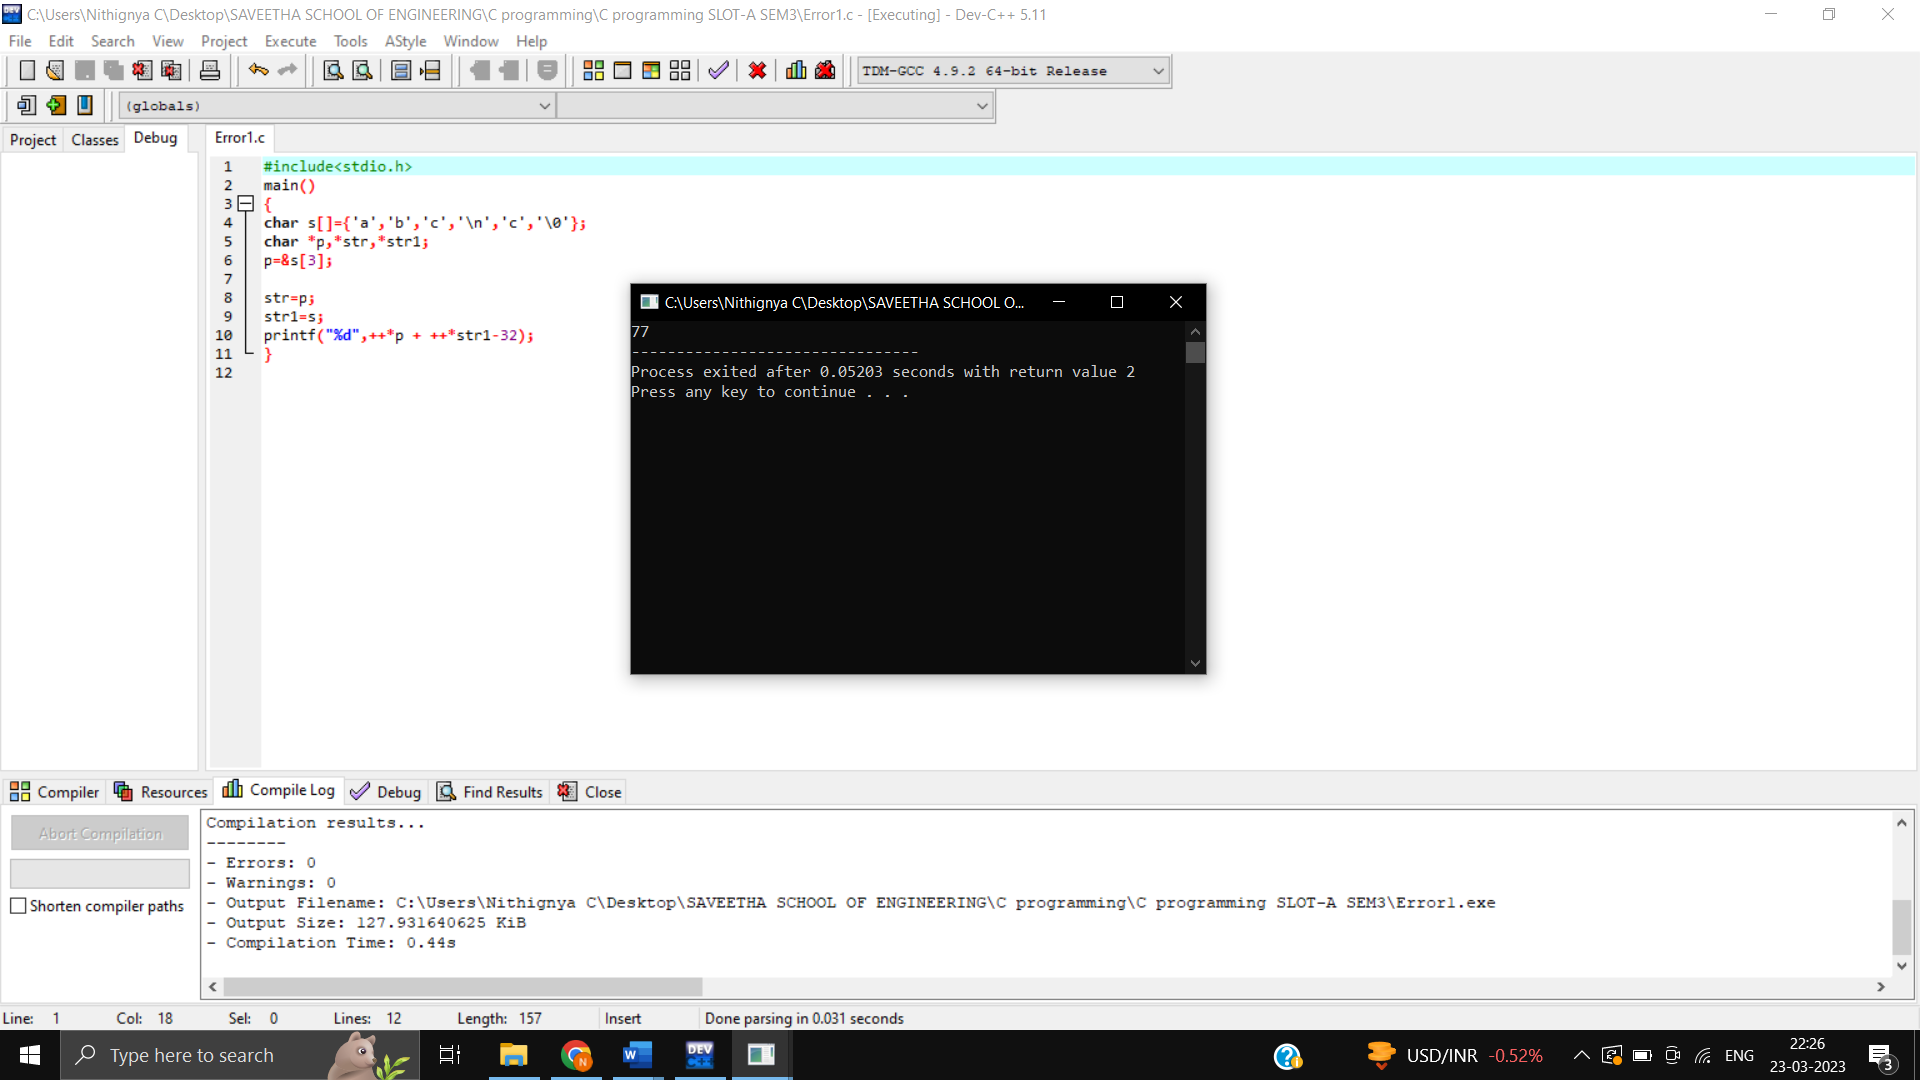 C:\Users\Nithignya C\Desktop\SAVEETHA SCHOOL OF ENGINEERING\C programming\C programming SLOT-A SEM3\Error1.c - [Executing] - Dev-C++ 5.11
File Edit Search View Project Execute Tools AStyle Window Help
TDM-GCC 4.9.2 64-bit Release
(globals)
Project Classes Debug
Error1.c
1 #include<stdio.h>
2 main()
3 {
4 char s[]={'a','b','c','\n','c','\0'};
5 char *p,*str,*str1;
6 p=&s[3];
7
8 str=p;
9 str1=s;
10 printf("%d",++*p + ++*str1-32);
11 }
12
C:\Users\Nithignya C\Desktop\SAVEETHA SCHOOL O...
77
--------------------------------
Process exited after 0.05203 seconds with return value 2
Press any key to continue . . .
Compiler Resources Compile Log Debug Find Results Close
Abort Compilation
Shorten compiler paths
Compilation results...
--------
- Errors: 0
- Warnings: 0
- Output Filename: C:\Users\Nithignya C\Desktop\SAVEETHA SCHOOL OF ENGINEERING\C programming\C programming SLOT-A SEM3\Error1.exe
- Output Size: 127.931640625 KiB
- Compilation Time: 0.44s
Line: 1 Col: 18 Sel: 0 Lines: 12 Length: 157 Insert Done parsing in 0.031 seconds
Type here to search
USD/INR -0.52%
ENG
22:26
23-03-2023
3